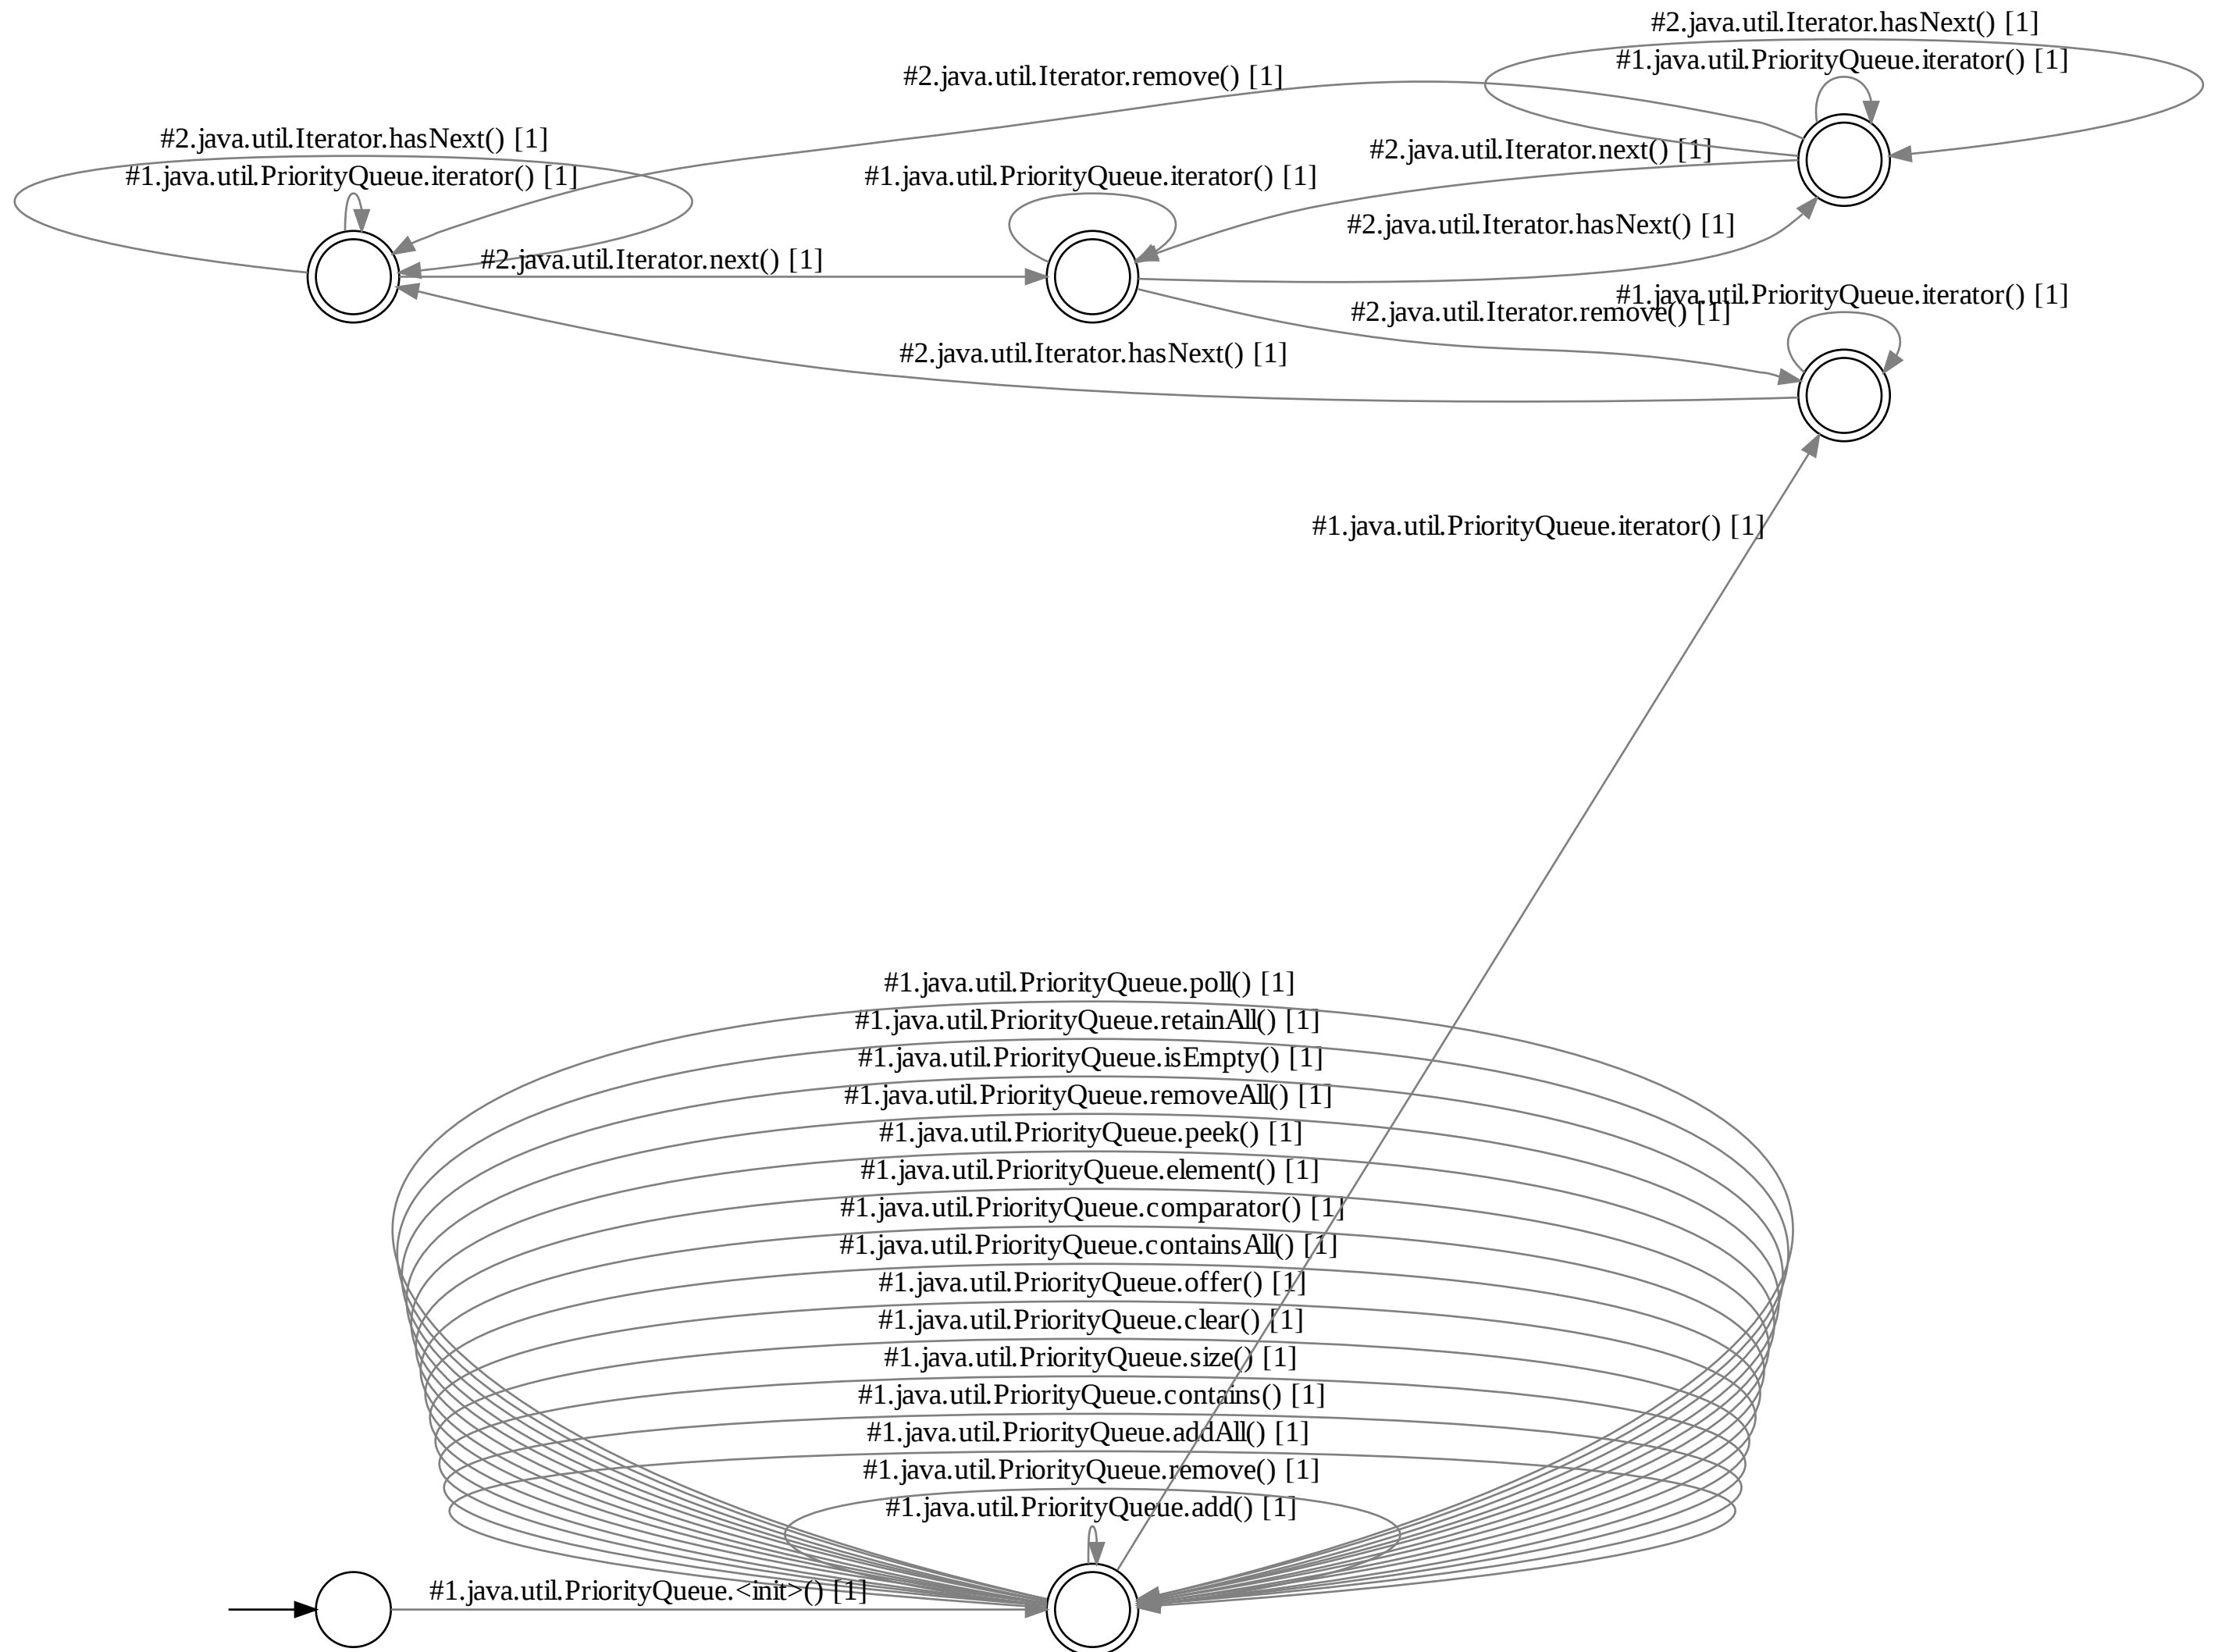 #2.java.util.Iterator.hasNext() [1]
#1.java.util.PriorityQueue.iterator() [1]
#2.java.util.Iterator.remove() [1]
#2.java.util.Iterator.hasNext() [1]
#2.java.util.Iterator.next() [1]
#1.java.util.PriorityQueue.iterator() [1]
#1.java.util.PriorityQueue.iterator() [1]
#2.java.util.Iterator.hasNext() [1]
#2.java.util.Iterator.next() [1]
#1.java.util.PriorityQueue.iterator() [1]
#2.java.util.Iterator.remove() [1]
#2.java.util.Iterator.hasNext() [1]
#1.java.util.PriorityQueue.iterator() [1]
#1.java.util.PriorityQueue.poll() [1]
#1.java.util.PriorityQueue.retainAll() [1]
#1.java.util.PriorityQueue.isEmpty() [1]
#1.java.util.PriorityQueue.removeAll() [1]
#1.java.util.PriorityQueue.peek() [1]
#1.java.util.PriorityQueue.element() [1]
#1.java.util.PriorityQueue.comparator() [1]
#1.java.util.PriorityQueue.containsAll() [1]
#1.java.util.PriorityQueue.offer() [1]
#1.java.util.PriorityQueue.clear() [1]
#1.java.util.PriorityQueue.size() [1]
#1.java.util.PriorityQueue.contains() [1]
#1.java.util.PriorityQueue.addAll() [1]
#1.java.util.PriorityQueue.remove() [1]
#1.java.util.PriorityQueue.add() [1]
#1.java.util.PriorityQueue.&lt;init&gt;() [1]